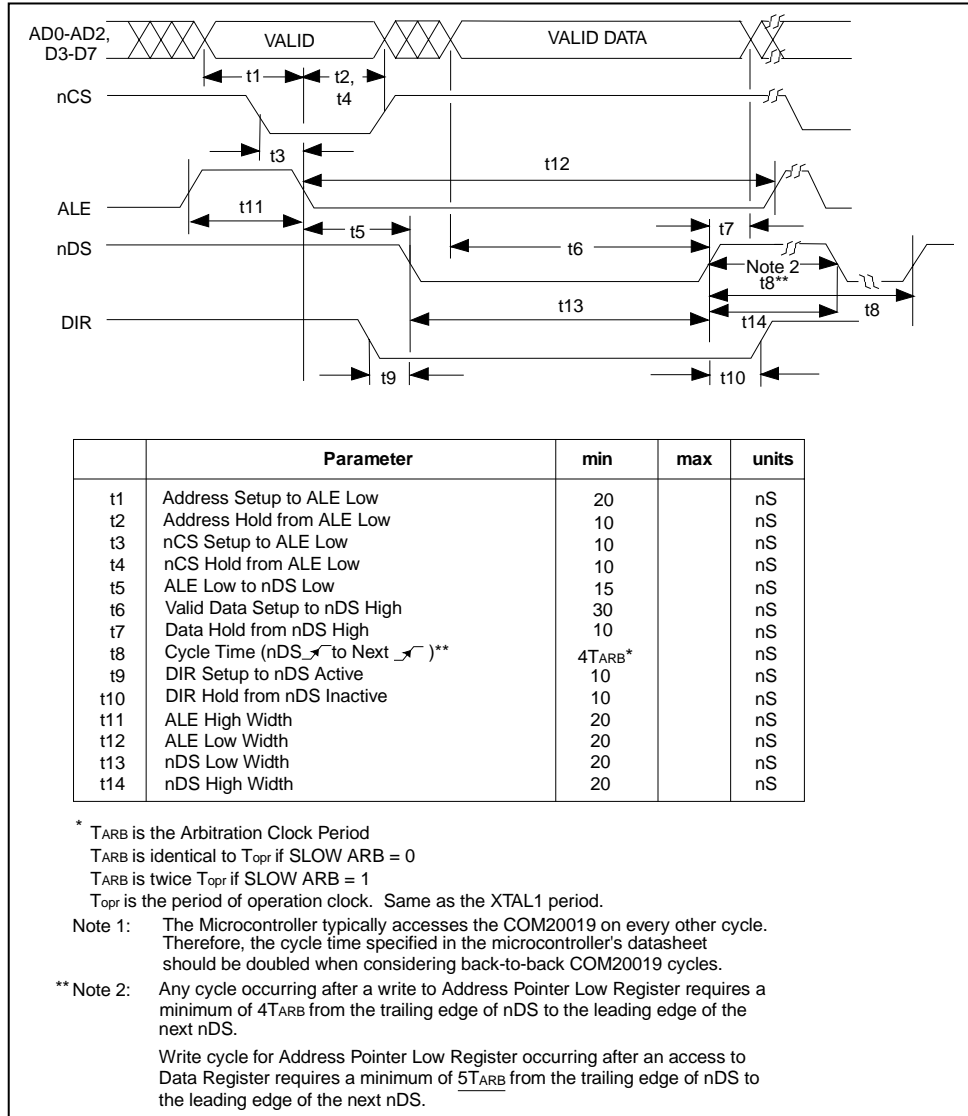 AD0-AD2,
D3-D7
VALID
VALID DATA
t1
t2,
t4
nCS
t3
t12
ALE
t11
t5
t7
nDS
t6
Note 2
t8**
t8
t13
t14
DIR
t9
t10
Parameter min max units
t1 Address Setup to ALE Low 20 nS
t2 Address Hold from ALE Low 10 nS
t3 nCS Setup to ALE Low 10 nS
t4 nCS Hold from ALE Low 10 nS
t5 ALE Low to nDS Low 15 nS
t6 Valid Data Setup to nDS High 30 nS
t7 Data Hold from nDS High 10 nS
t8 Cycle Time (nDS to Next )** 4TARB* nS
t9 DIR Setup to nDS Active 10 nS
t10 DIR Hold from nDS Inactive 10 nS
t11 ALE High Width 20 nS
t12 ALE Low Width 20 nS
t13 nDS Low Width 20 nS
t14 nDS High Width 20 nS
* TARB is the Arbitration Clock Period
TARB is identical to Topr if SLOW ARB = 0
TARB is twice Topr if SLOW ARB = 1
Topr is the period of operation clock. Same as the XTAL1 period.
Note 1: The Microcontroller typically accesses the COM20019 on every other cycle.
Therefore, the cycle time specified in the microcontroller's datasheet
should be doubled when considering back-to-back COM20019 cycles.
** Note 2: Any cycle occurring after a write to Address Pointer Low Register requires a
minimum of 4TARB from the trailing edge of nDS to the leading edge of the
next nDS.
Write cycle for Address Pointer Low Register occurring after an access to
Data Register requires a minimum of 5TARB from the trailing edge of nDS to
the leading edge of the next nDS.